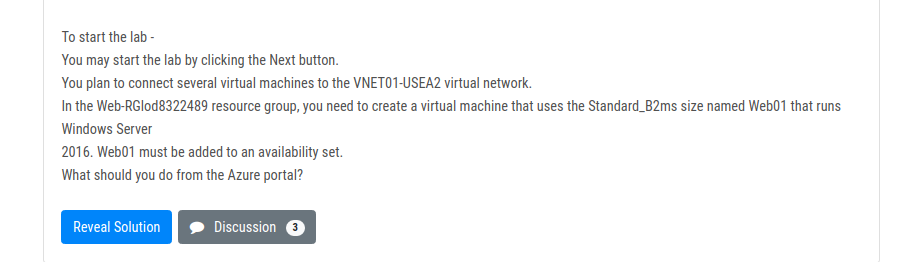 To start the lab -
You may start the lab by clicking the Next button.
You plan to connect several virtual machines to the VNET01-USEA2 virtual network.
In the Web-RGlod8322489 resource group, you need to create a virtual machine that uses the Standard_B2ms size named Web01 that runs
Windows Server
2016. Web01 must be added to an availability set.
What should you do from the Azure portal?
Reveal Solution
Discussion 3